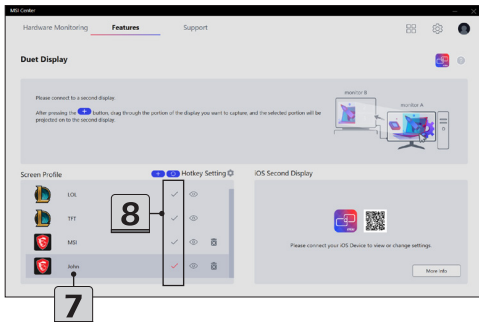 MSI Center
Hardware Monitoring
Features
Support
Duet Display
Please connect to a second display.
After pressing the + button, drag through the portion of the display you want to capture, and the selected portion will be
projected on to the second display.
monitor B
monitor A
Screen Profile
Hotkey Setting
iOS Second Display
LOL
TFT
MSI
John
8
Please connect your iOS Device to view or change settings.
More info
7